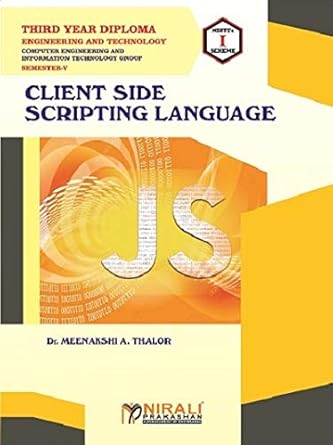 THIRD YEAR DIPLOMA
ENGINEERING AND TECHNOLOGY
COMPUTER ENGINEERING AND
INFORMATION TECHNOLOGY GROUP
SEMESTER-V
MSBTE's
I
SCHEME
CLIENT SIDE
SCRIPTING LANGUAGE
JS
Dr. MEENAKSHI A. THALOR
NIRALI
PRAKASHAN